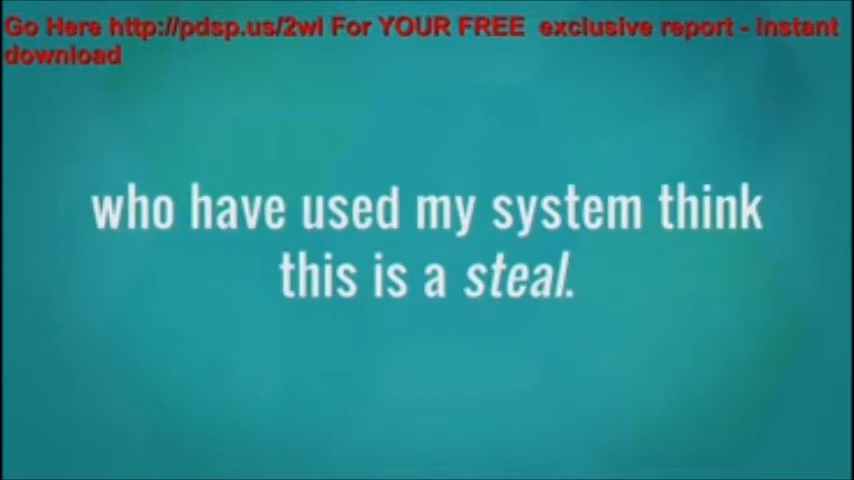 Go Here http://pdsp.us/2wl For YOUR FREE exclusive report - instant
download
who have used my system think
this is a steal.